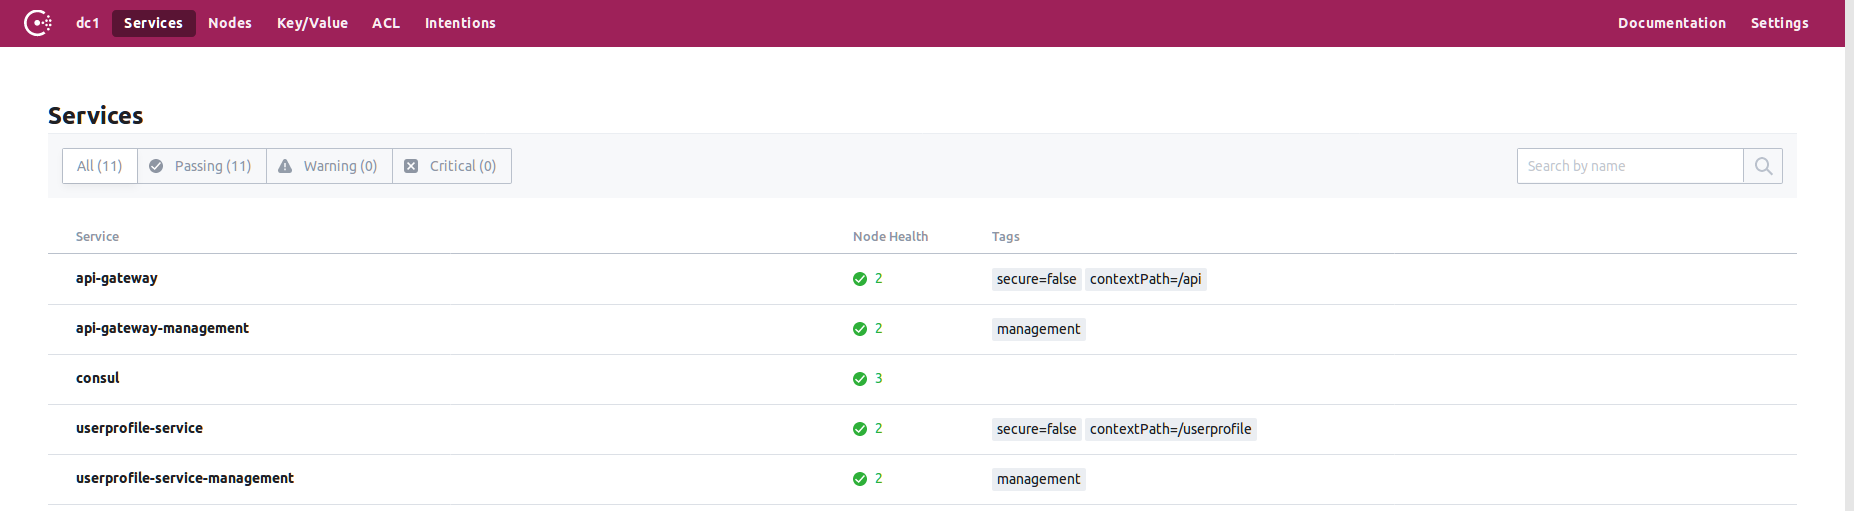 dc1 Services Nodes Key/Value ACL Intentions Documentation Settings
Services
All (11) Passing (11) Warning (0) Critical (0) Search by name
Service Node Health Tags
api-gateway 2 secure=false contextPath=/api
api-gateway-management 2 management
consul 3
userprofile-service 2 secure=false contextPath=/userprofile
userprofile-service-management 2 management